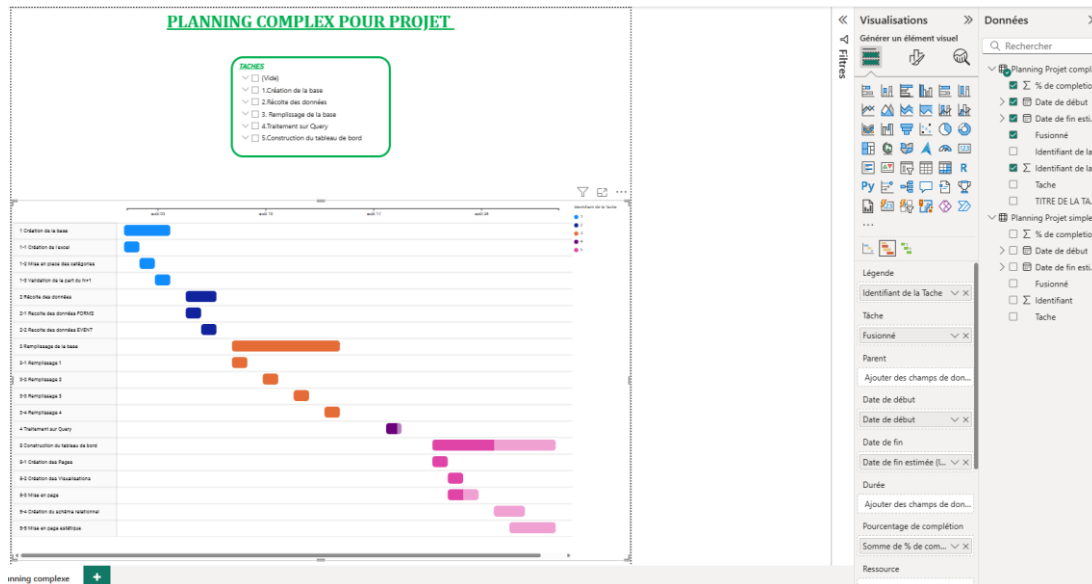 PLANNING COMPLEX POUR PROJET
TACHES
(Vide)
1.Création de la base
2.Récolte des données
3. Remplissage de la base
4.Traitement sur Query
5.Construction du tableau de bord
Identifiant de la Tache
1
2
3
4
5
1 Création de la base
1-1 Création de l'excel
1-2 Mise en place des catégories
1-3 Validation de la part du N+1
2 Récolte des données
2-1 Recolte des données FORMS
2-2 Recolte des données EVENT
3 Remplissage de la base
3-1 Remplissage 1
3-2 Remplissage 2
3-3 Remplissage 3
3-4 Remplissage 4
4 Traitement sur Query
5 Construction du tableau de bord
5-1 Création des Pages
5-2 Création des Visualisations
5-3 Mise en page
5-4 Création du schéma relationnel
5-5 Mise en page estétique
nning complexe
+
Filtres
Visualisations
Générer un élément visuel
R
Py
...
Légende
Identifiant de la Tache
Tâche
Fusionné
Parent
Ajouter des champs de don...
Date de début
Date de début
Date de fin
Date de fin estimée (l...
Durée
Ajouter des champs de don...
Pourcentage de complétion
Somme de % de com...
Ressource
Données
Rechercher
Planning Projet compl
% de completio
Date de début
Date de fin esti.
Fusionné
Identifiant de la
Identifiant de la
Tache
TITRE DE LA TA.
Planning Projet simple
% de completio
Date de début
Date de fin esti.
Fusionné
Identifiant
Tache